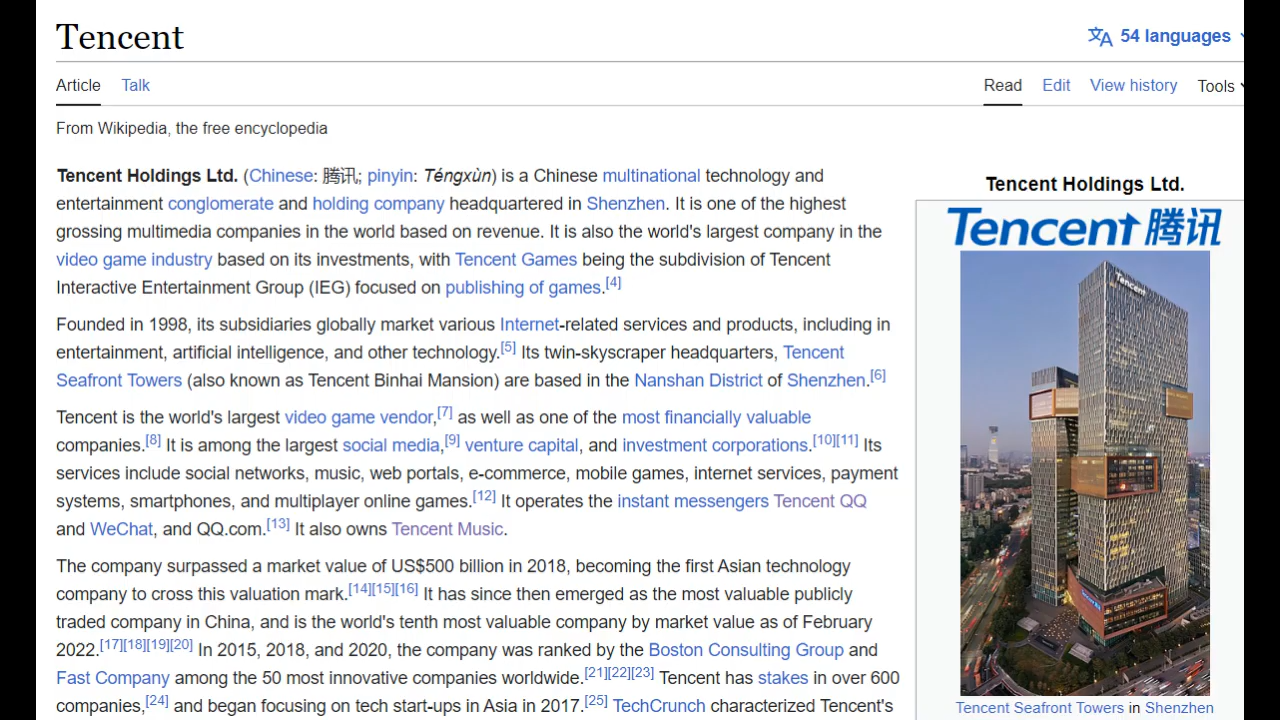 Tencent
54 languages
Article Talk
Read Edit View history Tools
From Wikipedia, the free encyclopedia
Tencent Holdings Ltd. (Chinese: 腾讯; pinyin: Téngxùn) is a Chinese multinational technology and
entertainment conglomerate and holding company headquartered in Shenzhen. It is one of the highest
grossing multimedia companies in the world based on revenue. It is also the world's largest company in the
video game industry based on its investments, with Tencent Games being the subdivision of Tencent
Interactive Entertainment Group (IEG) focused on publishing of games.[4]
Founded in 1998, its subsidiaries globally market various Internet-related services and products, including in
entertainment, artificial intelligence, and other technology.[5] Its twin-skyscraper headquarters, Tencent
Seafront Towers (also known as Tencent Binhai Mansion) are based in the Nanshan District of Shenzhen.[6]
Tencent is the world's largest video game vendor,[7] as well as one of the most financially valuable
companies.[8] It is among the largest social media,[9] venture capital, and investment corporations.[10][11] Its
services include social networks, music, web portals, e-commerce, mobile games, internet services, payment
systems, smartphones, and multiplayer online games.[12] It operates the instant messengers Tencent QQ
and WeChat, and QQ.com.[13] It also owns Tencent Music.
The company surpassed a market value of US$500 billion in 2018, becoming the first Asian technology
company to cross this valuation mark.[14][15][16] It has since then emerged as the most valuable publicly
traded company in China, and is the world's tenth most valuable company by market value as of February
2022.[17][18][19][20] In 2015, 2018, and 2020, the company was ranked by the Boston Consulting Group and
Fast Company among the 50 most innovative companies worldwide.[21][22][23] Tencent has stakes in over 600
companies,[24] and began focusing on tech start-ups in Asia in 2017.[25] TechCrunch characterized Tencent's
Tencent Holdings Ltd.
Tencent 腾讯
Tencent
Tencent Seafront Towers in Shenzhen